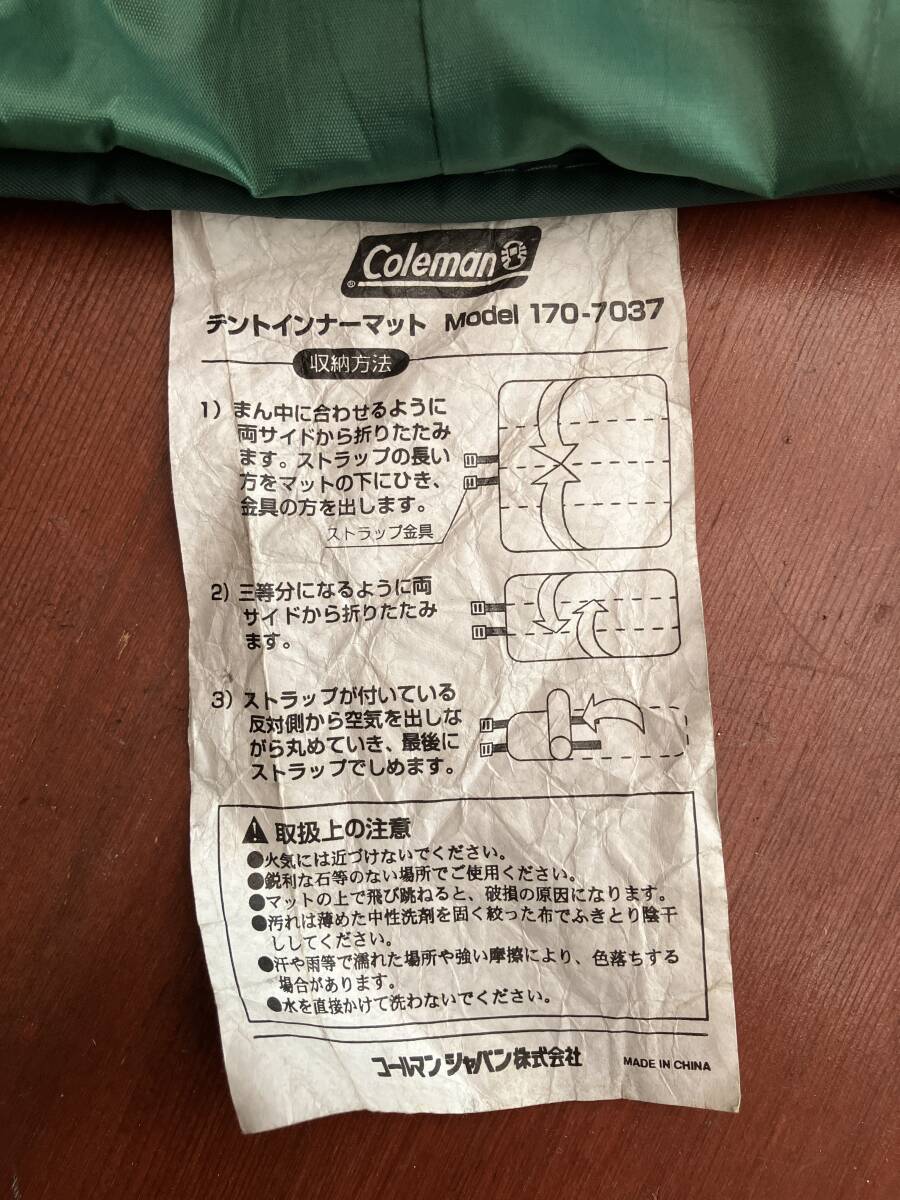 Coleman
®
テントインナーマット Model 170-7037
収納方法
1) まん中に合わせるように
両サイドから折りたたみ
ます。ストラップの長い
方をマットの下にひき、
金具の方を出します。
ストラップ金具
2) 三等分になるように両
サイドから折りたたみ
ます。
3) ストラップが付いている
反対側から空気を出しな
がら丸めていき、最後に
ストラップでしめます。
取扱上の注意
●火気には近づけないでください。
●鋭利な石等のない場所でご使用ください。
●マットの上で飛び跳ねると、破損の原因になります。
●汚れは薄めた中性洗剤を固く絞った布でふきとり陰干
ししてください。
●汗や雨等で濡れた場所や強い摩擦により、色落ちする
場合があります。
●水を直接かけて洗わないでください。
コールマン ジャパン株式会社
MADE IN CHINA